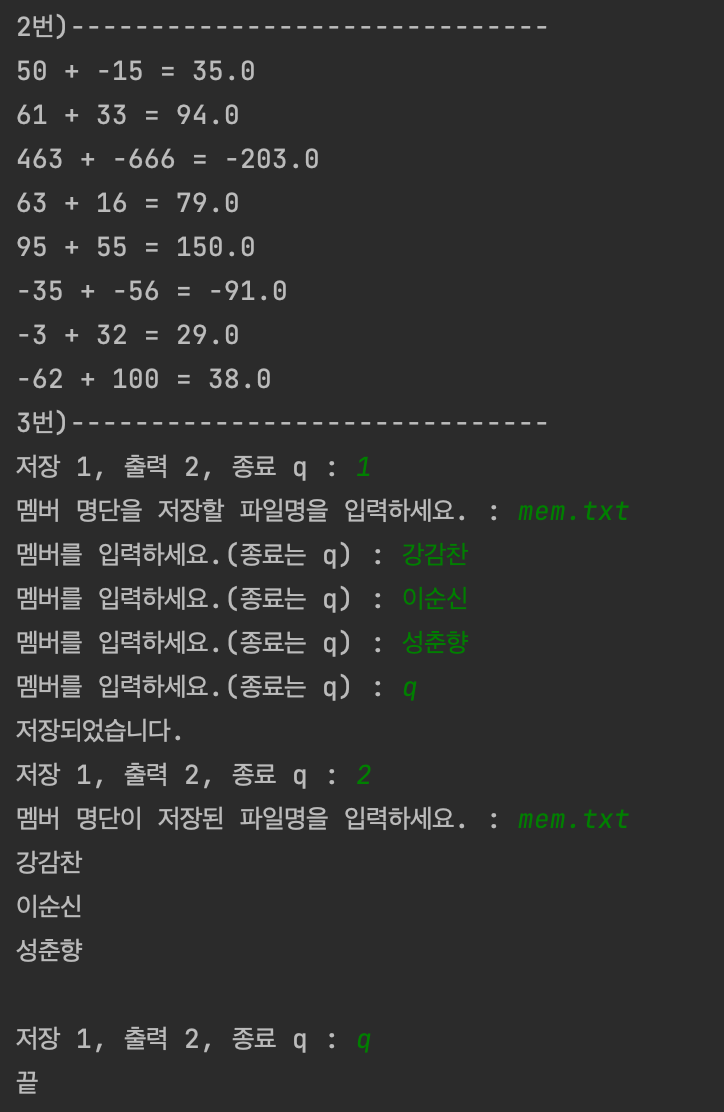 2번)------------------------------
50 + -15 = 35.0
61 + 33 = 94.0
463 + -666 = -203.0
63 + 16 = 79.0
95 + 55 = 150.0
-35 + -56 = -91.0
-3 + 32 = 29.0
-62 + 100 = 38.0
3번)------------------------------
저장 1, 출력 2, 종료 q : 1
멤버 명단을 저장할 파일명을 입력하세요. : mem.txt
멤버를 입력하세요.(종료는 q) : 강감찬
멤버를 입력하세요.(종료는 q) : 이순신
멤버를 입력하세요.(종료는 q) : 성춘향
멤버를 입력하세요.(종료는 q) : q
저장되었습니다.
저장 1, 출력 2, 종료 q : 2
멤버 명단이 저장된 파일명을 입력하세요. : mem.txt
강감찬
이순신
성춘향
저장 1, 출력 2, 종료 q : q
끝